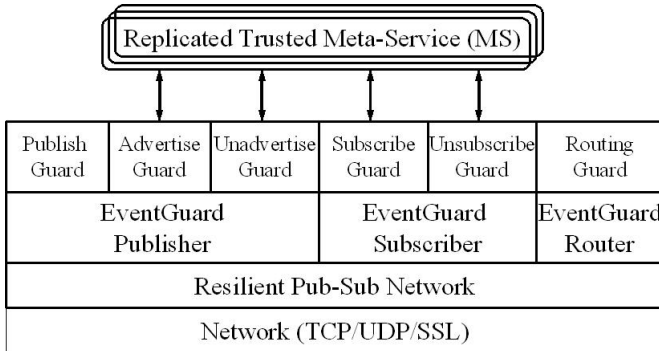 Replicated Trusted Meta-Service (MS)
Publish Advertise Unadvertise Subscribe Unsubscribe Routing
Guard Guard Guard Guard Guard Guard
EventGuard EventGuard EventGuard
Publisher Subscriber Router
Resilient Pub-Sub Network
Network (TCP/UDP/SSL)